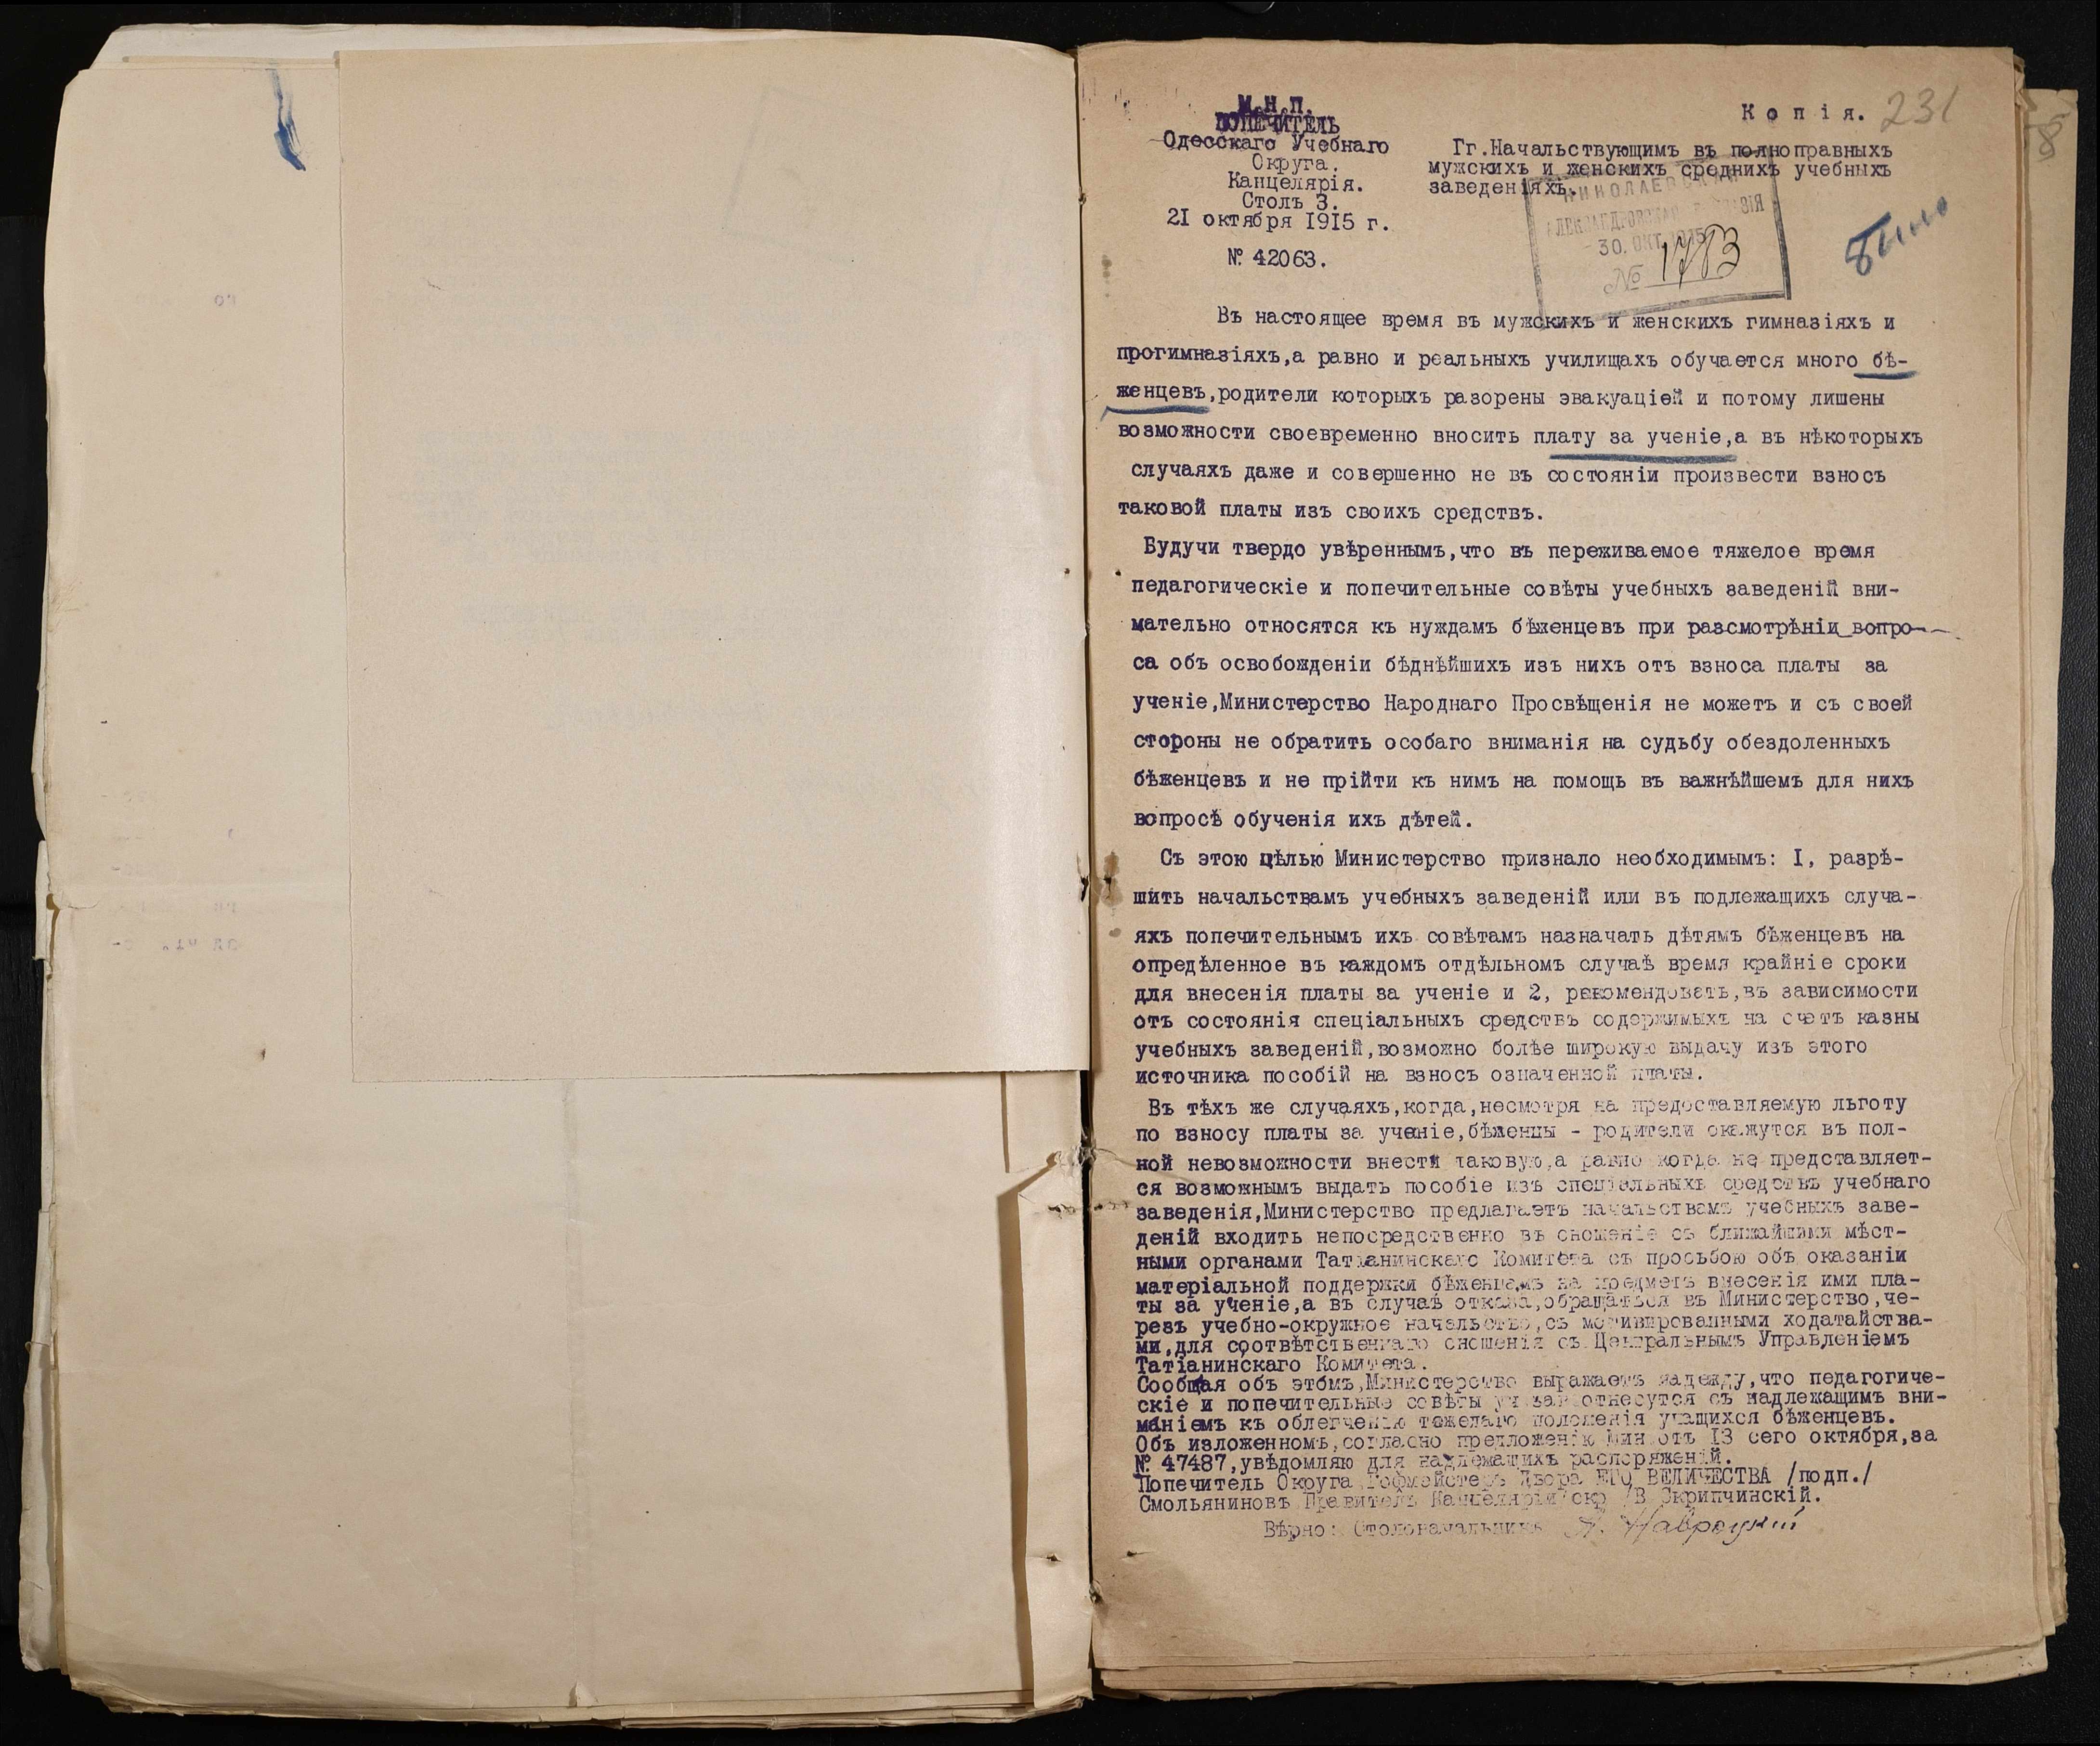 М.Н.П.
ПОПЕЧИТЕЛЬ
Одесскаго Учебнаго
Округа.
Канцелярія.
Столъ 3.
21 октября 1915 г.
№ 42063.
Копія. 231
Гг.Начальствующимъ въ полноправныхъ
мужскихъ и женскихъ среднихъ учебныхъ
заведеніяхъ.
НИКОЛАЕВСКАЯ
АЛЕКСАНДРОВСКАЯ ГИМНАЗІЯ
30.ОКТ.1915
№ 1783
8
Въ настоящее время въ мужскихъ и женскихъ гимназіяхъ и
прогимназіяхъ,а равно и реальныхъ училищахъ обучается много бѣ-
женцевъ,родители которыхъ разорены эвакуаціей и потому лишены
возможности своевременно вносить плату за ученіе,а въ нѣкоторыхъ
случаяхъ даже и совершенно не въ состояніи произвести взносъ
таковой платы изъ своихъ средствъ.
Будучи твердо увѣреннымъ,что въ переживаемое тяжелое время
педагогическіе и попечительные совѣты учебныхъ заведеній вни-
мательно относятся къ нуждамъ бѣженцевъ при разсмотрѣніи вопро-
са объ освобожденіи бѣднѣйшихъ изъ нихъ отъ взноса платы за
ученіе,Министерство Народнаго Просвѣщенія не можетъ и съ своей
стороны не обратить особаго вниманія на судьбу обездоленныхъ
бѣженцевъ и не прійти къ нимъ на помощь въ важнѣйшемъ для нихъ
вопросѣ обученія ихъ дѣтей.
Съ этою цѣлью Министерство признало необходимымъ: I, разрѣ-
шить начальствамъ учебныхъ заведеній или въ подлежащихъ случа-
яхъ попечительнымъ ихъ совѣтамъ назначать дѣтямъ бѣженцевъ на
опредѣленное въ каждомъ отдѣльномъ случаѣ время крайніе сроки
для внесенія платы за ученіе и 2, рекомендовать,въ зависимости
отъ состоянія спеціальныхъ средствъ содержимыхъ на счетъ казны
учебныхъ заведеній,возможно болѣе широкую выдачу изъ этого
источника пособій на взносъ означенной платы.
Въ тѣхъ же случаяхъ,когда,несмотря на предоставляемую льготу
по взносу платы за ученіе,бѣженцы - родители окажутся въ пол-
ной невозможности внести таковую,а равно когда не представляет-
ся возможнымъ выдать пособіе изъ спеціальныхъ средствъ учебнаго
заведенія,Министерство предлагаетъ начальствамъ учебныхъ заве-
деній входить непосредственно въ сношеніе съ ближайшими мѣст-
ными органами Татіанинскаго Комитета съ просьбою объ оказаніи
матеріальной поддержки бѣженцамъ на предметъ внесенія ими пла-
ты за ученіе,а въ случаѣ отказа,обращаться въ Министерство,че-
резъ учебно-окружное начальство,съ мотивированными ходатайства-
ми,для соотвѣтственнаго сношенія съ Центральнымъ Управленіемъ
Татіанинскаго Комитета.
Сообщая объ этомъ,Министерство выражаетъ надежду,что педагогиче-
скіе и попечительные совѣты уч зав отнесутся съ надлежащимъ вни-
маніемъ къ облегченію тяжелаго положенія учащихся бѣженцевъ.
Объ изложенномъ,согласно предложенію Мин отъ I3 сего октября,за
№ 47487,увѣдомляю для надлежащихъ распоряженій.
Попечитель Округа,Гофмейстеръ Двора ЕГО ВЕЛИЧЕСТВА /подп./
Смольяниновъ,Правитель Канцеляріи /скр /В.Скрипчинскій.
Вѣрно: Столоначальникъ А. Навроцкій